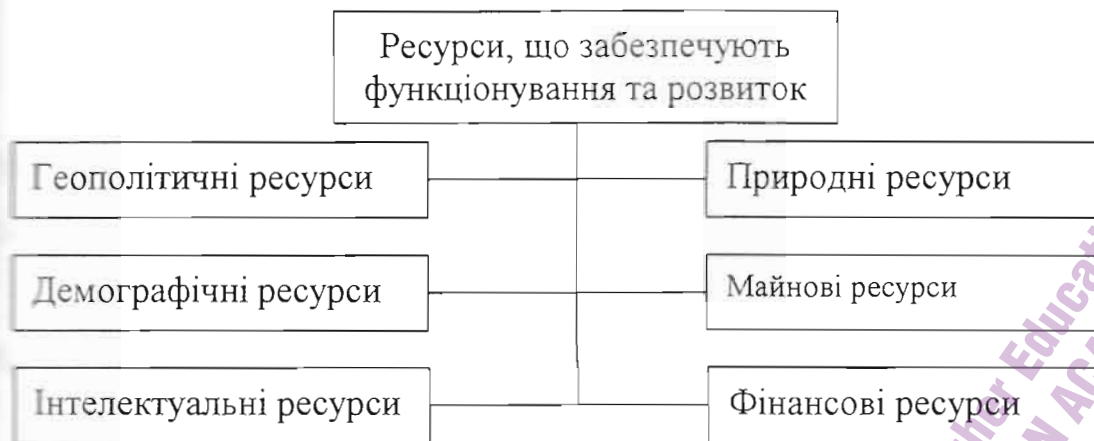 Ресурси, що забезпечують
функціонування та розвиток
Геополітичні ресурси
Природні ресурси
Демографічні ресурси
Майнові ресурси
Інтелектуальні ресурси
Фінансові ресурси